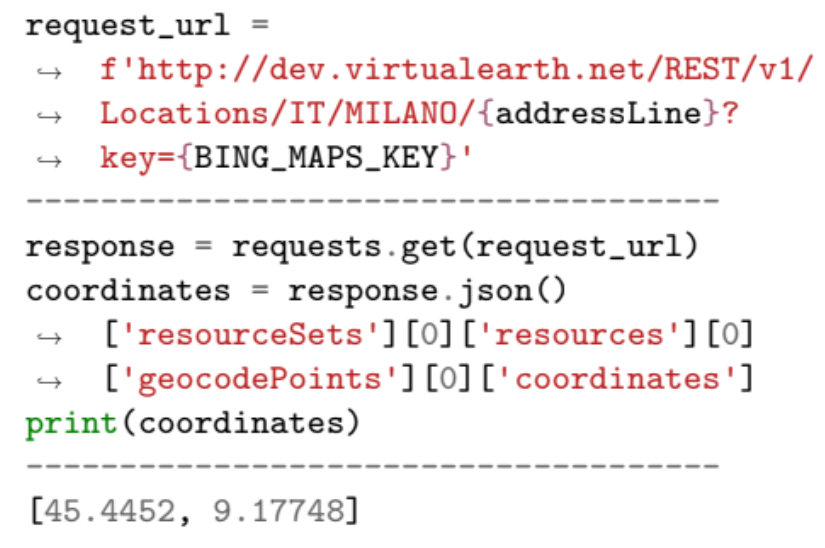 request_url =
↪ f'http://dev.virtualearth.net/REST/v1/
↪ Locations/IT/MILANO/{addressLine}?
↪ key={BING_MAPS_KEY}'
-------------------------------------
response = requests.get(request_url)
coordinates = response.json()
↪ ['resourceSets'][0]['resources'][0]
↪ ['geocodePoints'][0]['coordinates']
print(coordinates)
-------------------------------------
[45.4452, 9.17748]